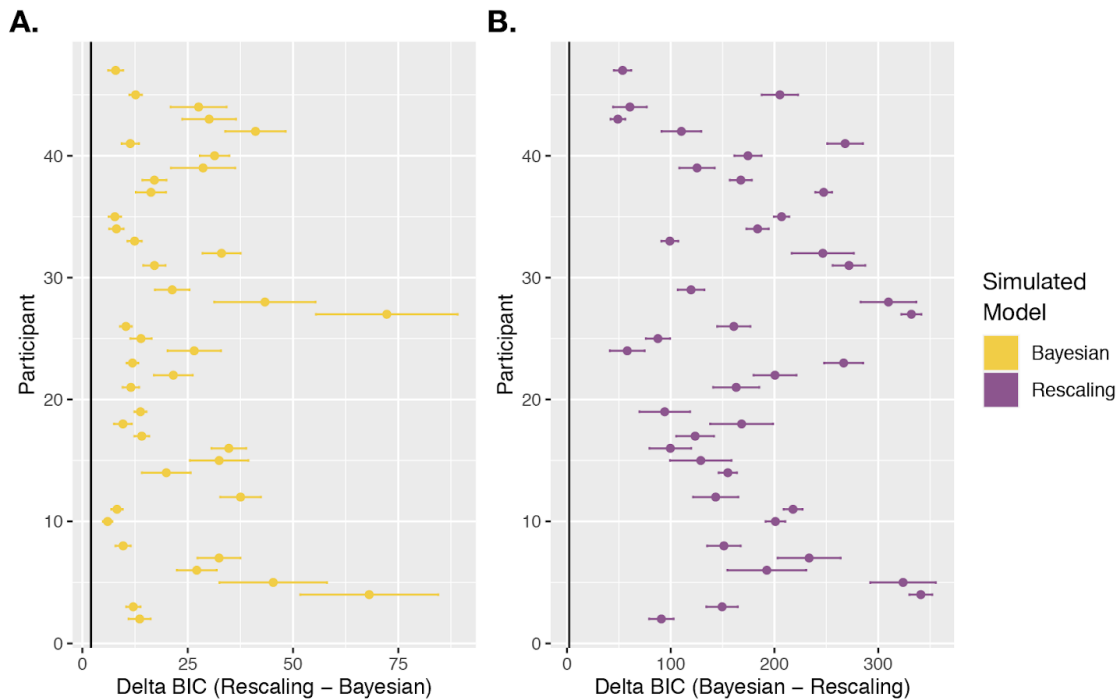 A.
B.
Participant
40
30
20
10
0
0 25 50 75
Delta BIC (Rescaling − Bayesian)
Participant
40
30
20
10
0
0 100 200 300
Delta BIC (Bayesian − Rescaling)
Simulated
Model
Bayesian
Rescaling